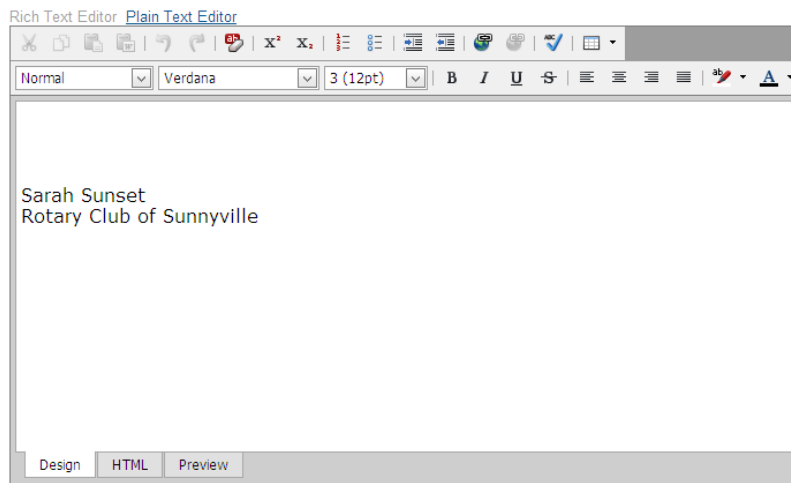 Rich Text Editor Plain Text Editor
Normal Verdana 3 (12pt) B I U S A
Sarah Sunset
Rotary Club of Sunnyville
Design HTML Preview